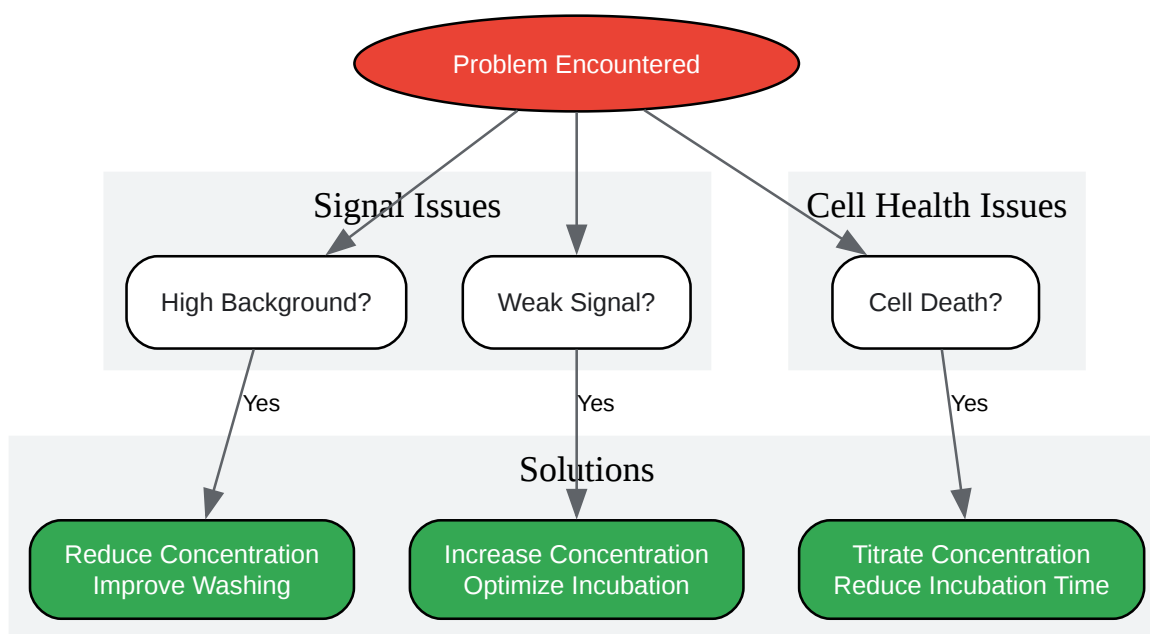 Problem Encountered
Signal Issues
Cell Health Issues
High Background?
Weak Signal?
Cell Death?
Yes
Yes
Yes
Solutions
Reduce Concentration
Improve Washing
Increase Concentration
Optimize Incubation
Titrate Concentration
Reduce Incubation Time